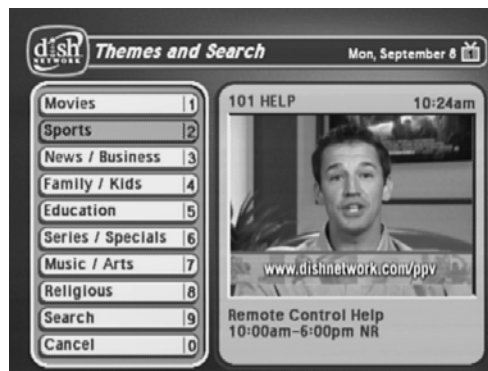 dish
NETWORK
Themes and Search
Mon, September 8
Movies 1
Sports 2
News / Business 3
Family / Kids 4
Education 5
Series / Specials 6
Music / Arts 7
Religious 8
Search 9
Cancel 0
101 HELP 10:24am
www.dishnetwork.com/ppv
Remote Control Help
10:00am-6:00pm NR